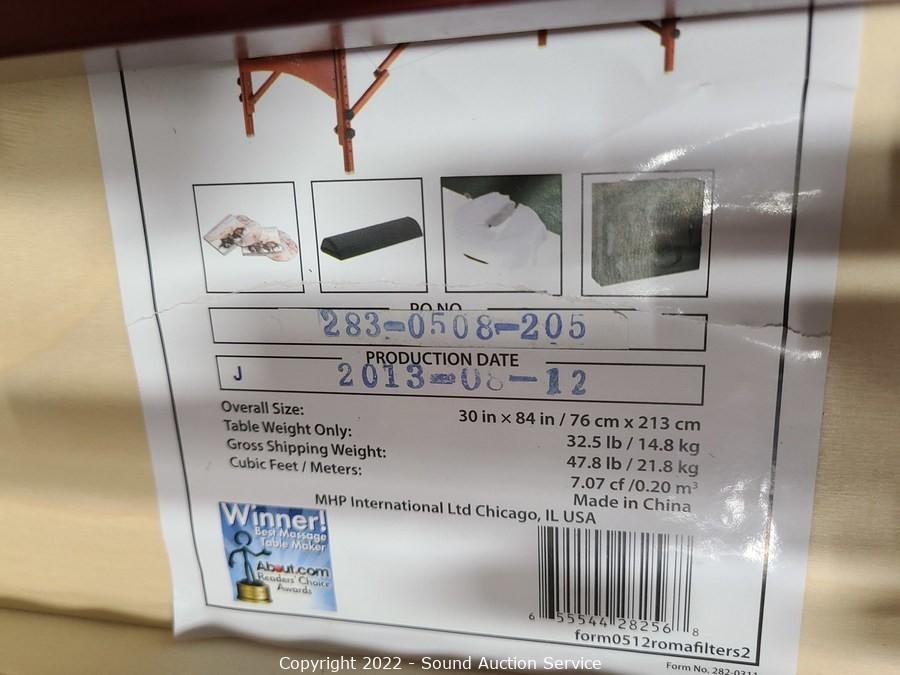 PO NO
283-0508-205
PRODUCTION DATE
J 2013-08-12
Overall Size: 30 in × 84 in / 76 cm x 213 cm
Table Weight Only: 32.5 lb / 14.8 kg
Gross Shipping Weight: 47.8 lb / 21.8 kg
Cubic Feet / Meters: 7.07 cf /0.20 m³
Made in China
MHP International Ltd Chicago, IL USA
Winner!
Best Massage
Table Maker
About.com
Readers' Choice
Awards
6 55544 28256 8
form0512romafilters2
Form No. 282-0311
Copyright 2022 - Sound Auction Service